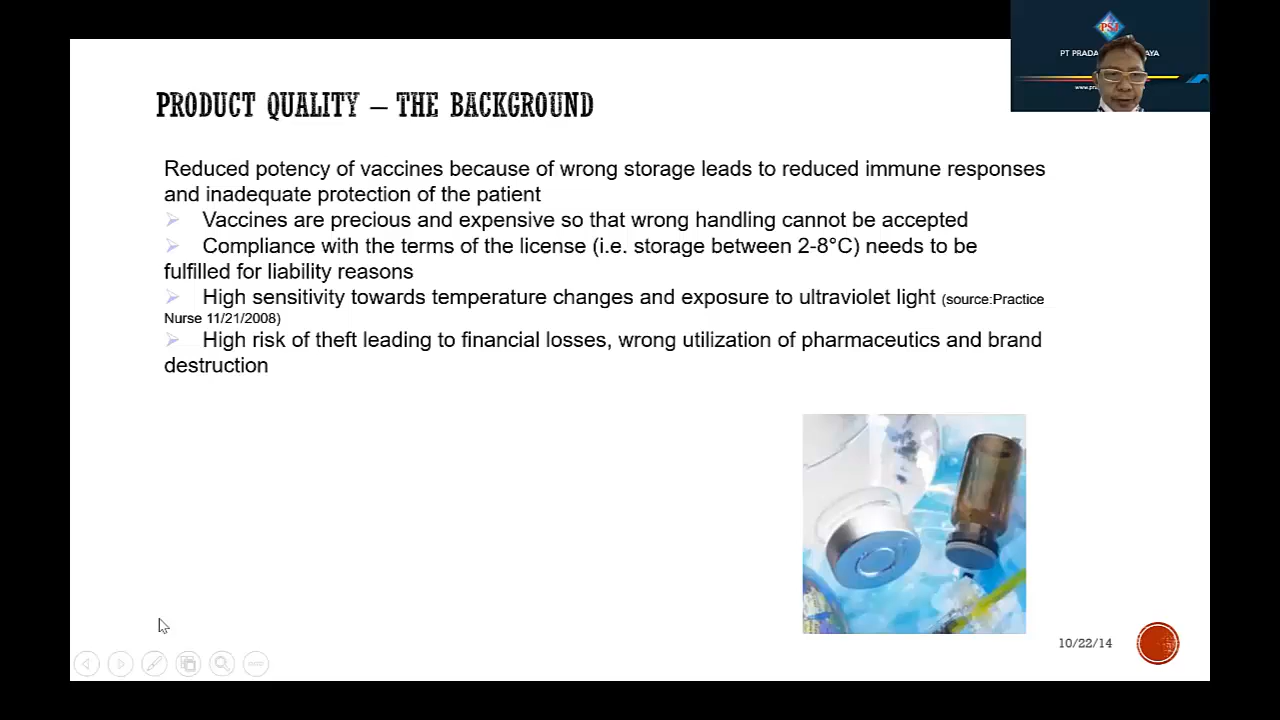 PSJ
PT PRADA AYA
PRODUCT QUALITY – THE BACKGROUND
Reduced potency of vaccines because of wrong storage leads to reduced immune responses
and inadequate protection of the patient
Vaccines are precious and expensive so that wrong handling cannot be accepted
Compliance with the terms of the license (i.e. storage between 2-8°C) needs to be
fulfilled for liability reasons
High sensitivity towards temperature changes and exposure to ultraviolet light (source:Practice
Nurse 11/21/2008)
High risk of theft leading to financial losses, wrong utilization of pharmaceutics and brand
destruction
10/22/14